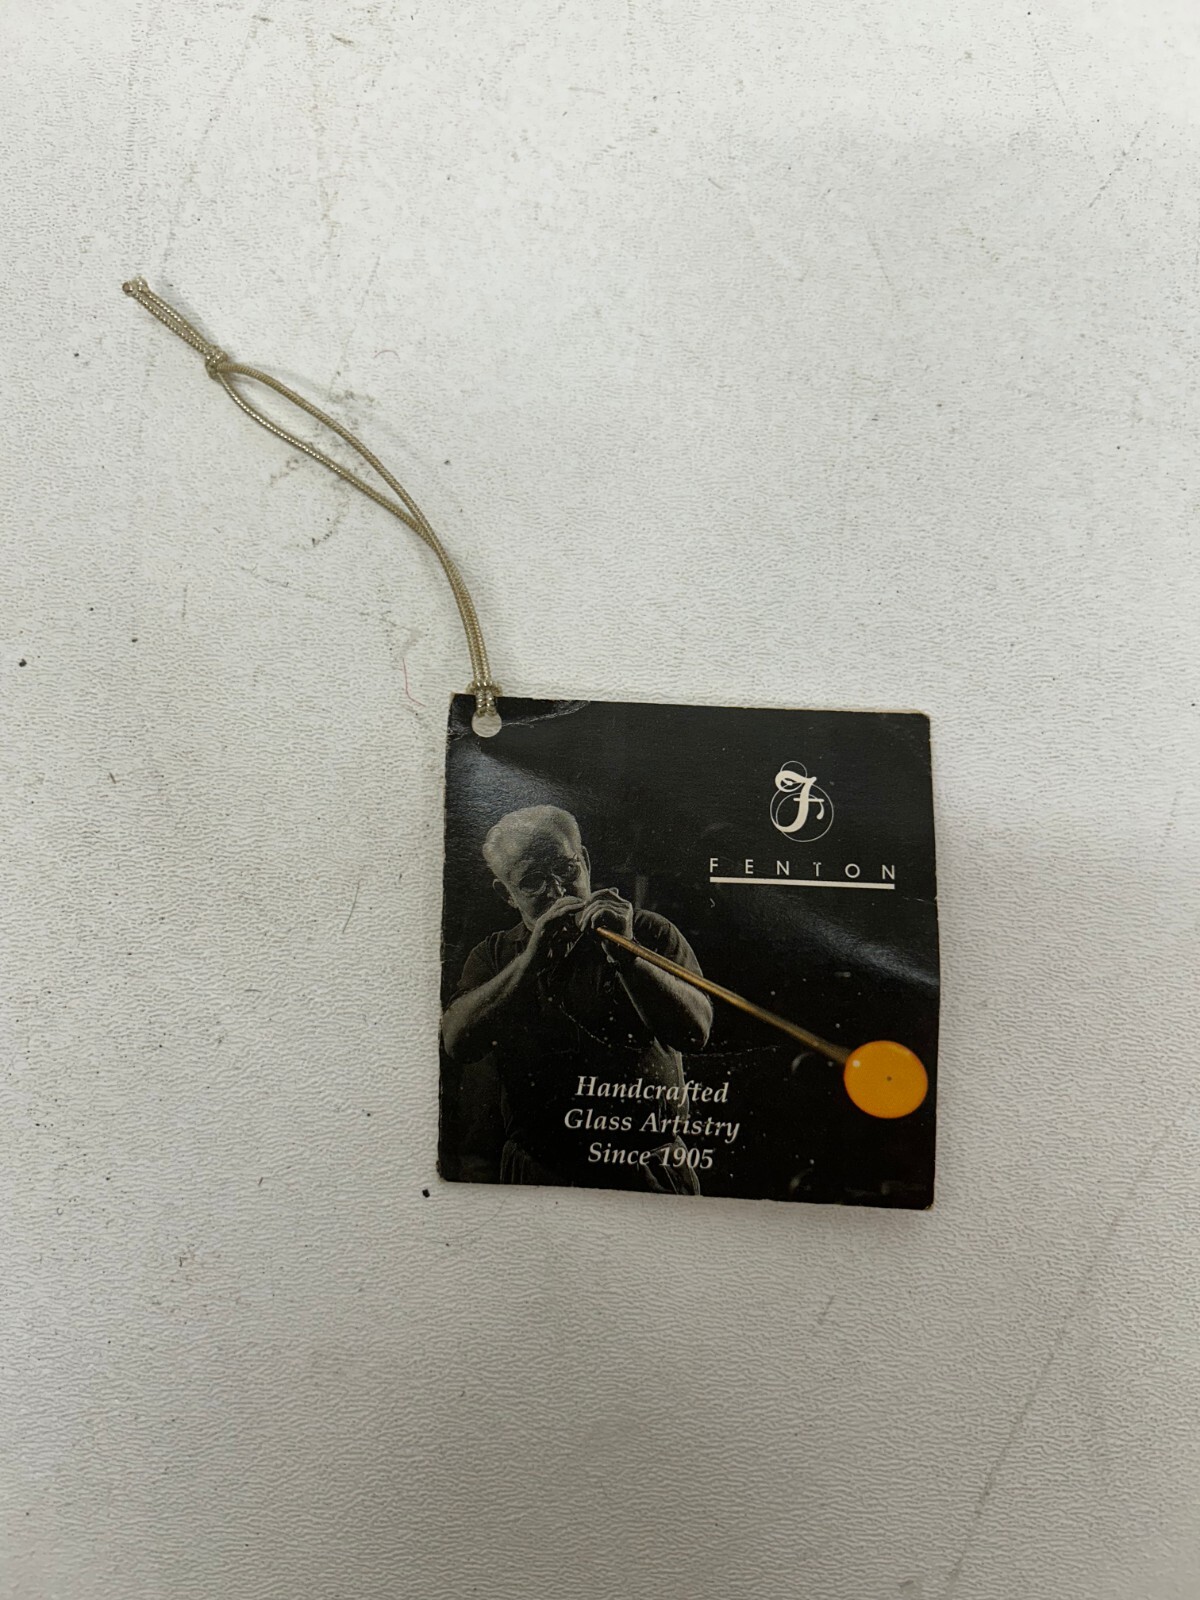 F
FENTON
Handcrafted
Glass Artistry
Since 1905